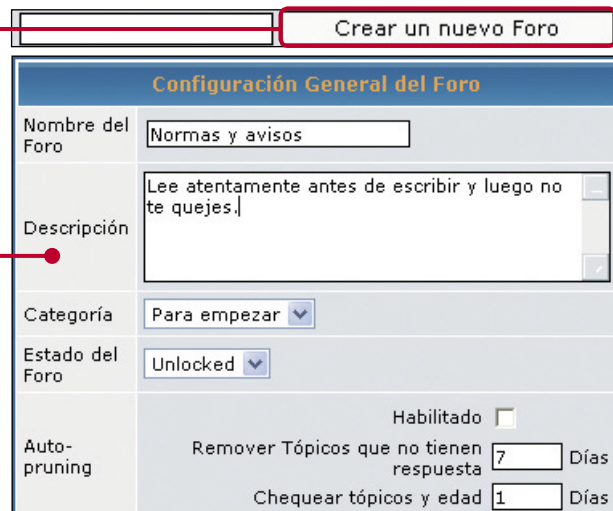 Crear un nuevo Foro
Configuración General del Foro
Nombre del
Foro
Normas y avisos
Descripción
Lee atentamente antes de escribir y luego no
te quejes.
Categoría
Para empezar
Estado del
Foro
Unlocked
Auto-
pruning
Habilitado
Remover Tópicos que no tienen
respuesta
7 Días
Chequear tópicos y edad 1 Días